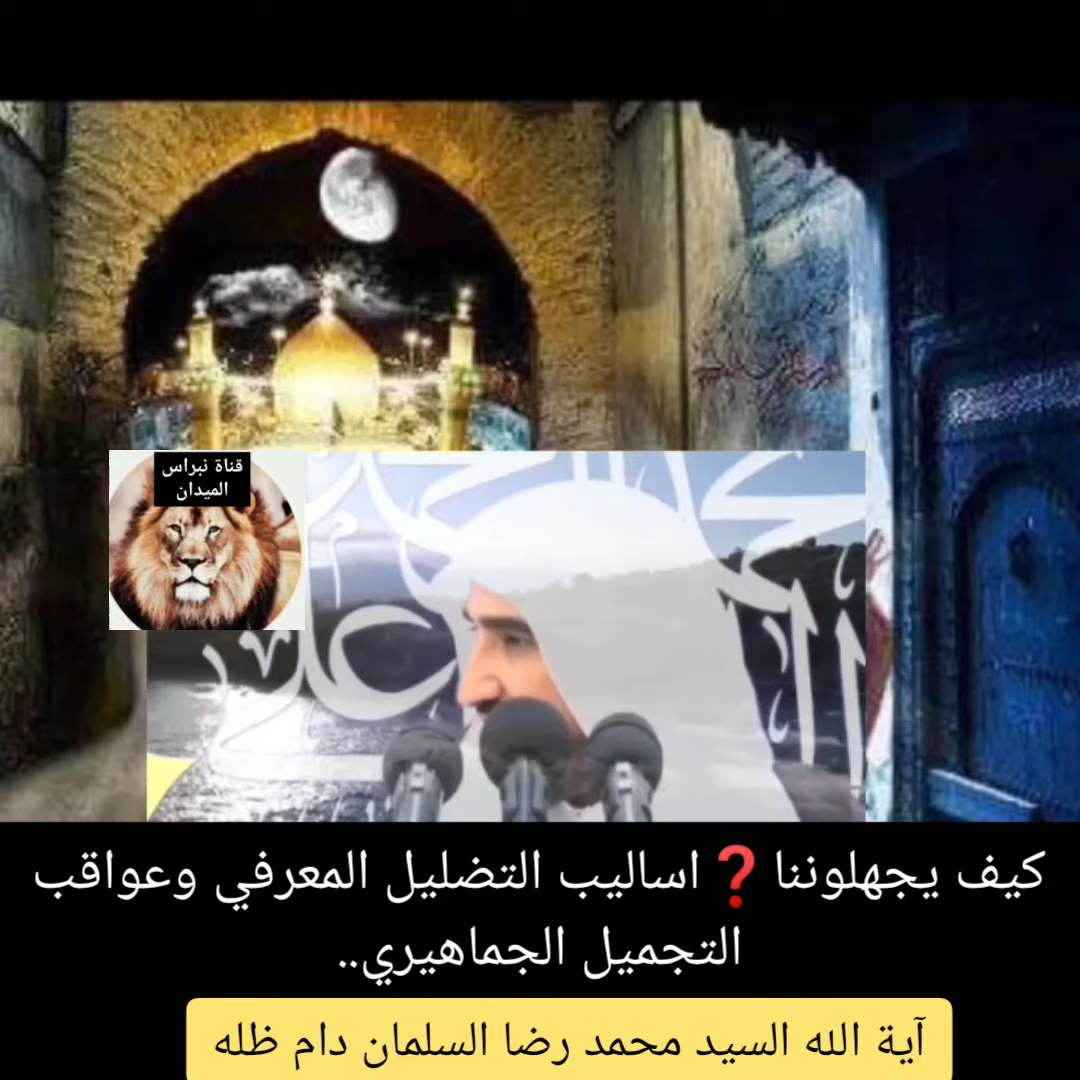 قناة نبراس
الميدان
كيف يجهلوننا❓اساليب التضليل المعرفي وعواقب
التجميل الجماهيري..
آية الله السيد محمد رضا السلمان دام ظله